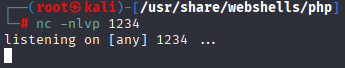 ┌──(root㉿kali)-[/usr/share/webshells/php]
└─# nc -nlvp 1234
listening on [any] 1234 ...